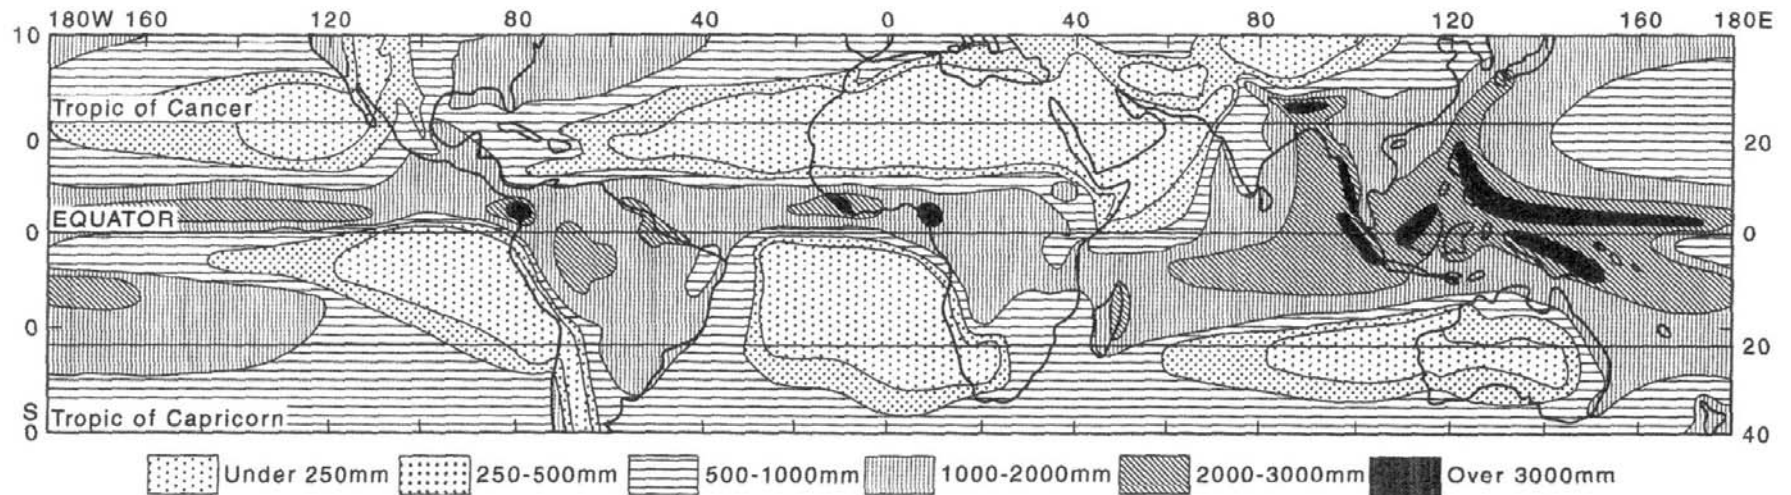 180W 160 120 80 40 0 40 80 120 160 180E
10
Tropic of Cancer
0 20
EQUATOR
0 0
0 20
S
Tropic of Capricorn
0 40
Under 250mm 250-500mm 500-1000mm 1000-2000mm 2000-3000mm Over 3000mm